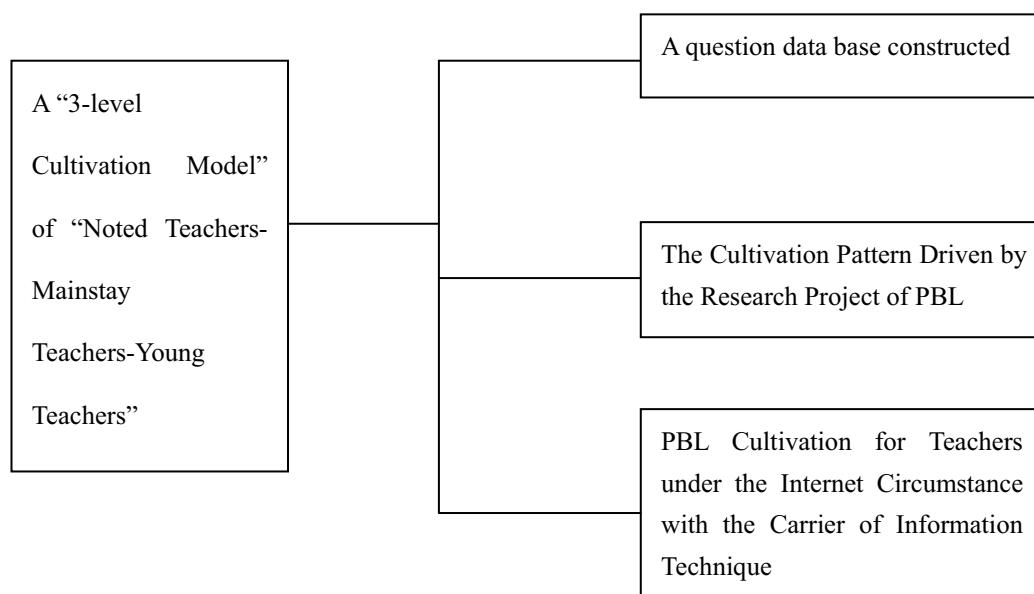 A “3-level
Cultivation Model”
of “Noted Teachers-
Mainstay
Teachers-Young
Teachers”
A question data base constructed
The Cultivation Pattern Driven by
the Research Project of PBL
PBL Cultivation for Teachers
under the Internet Circumstance
with the Carrier of Information
Technique